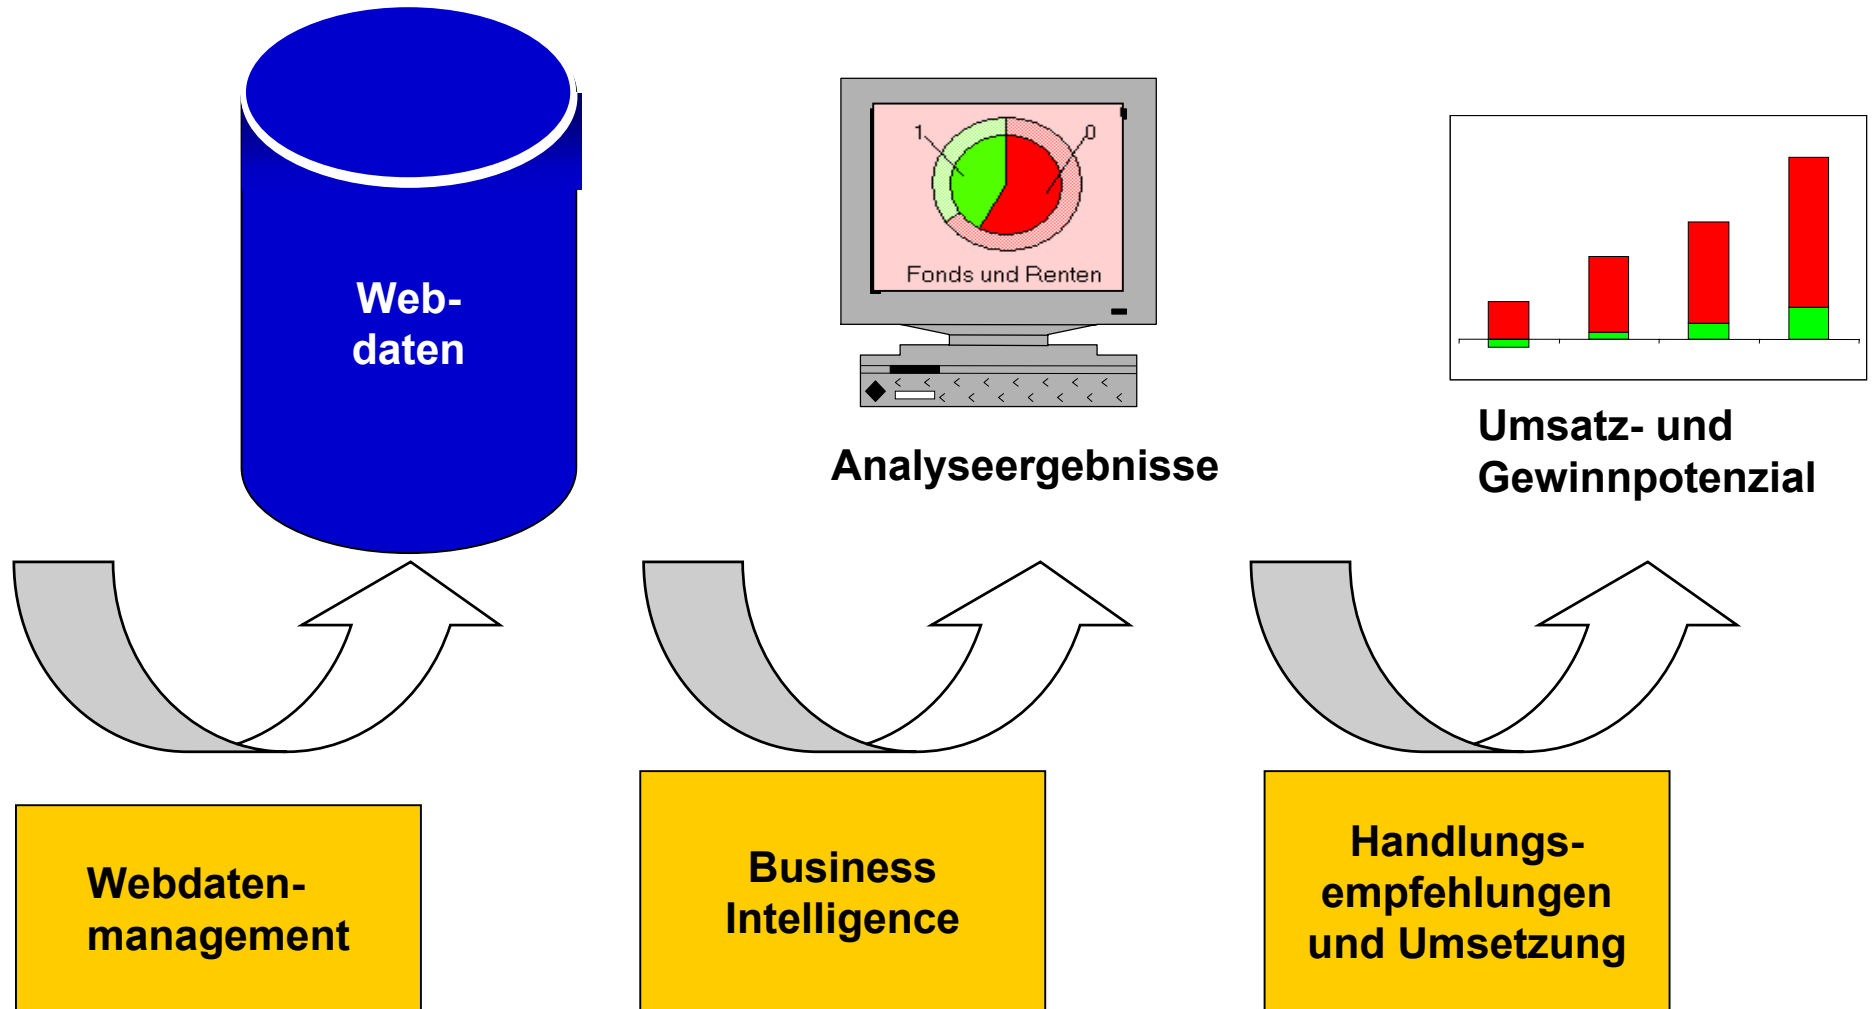 Web-
daten
1
0
Fonds und Renten
Analyseergebnisse
Umsatz- und
Gewinnpotenzial
Webdaten-
management
Business
Intelligence
Handlungs-
empfehlungen
und Umsetzung